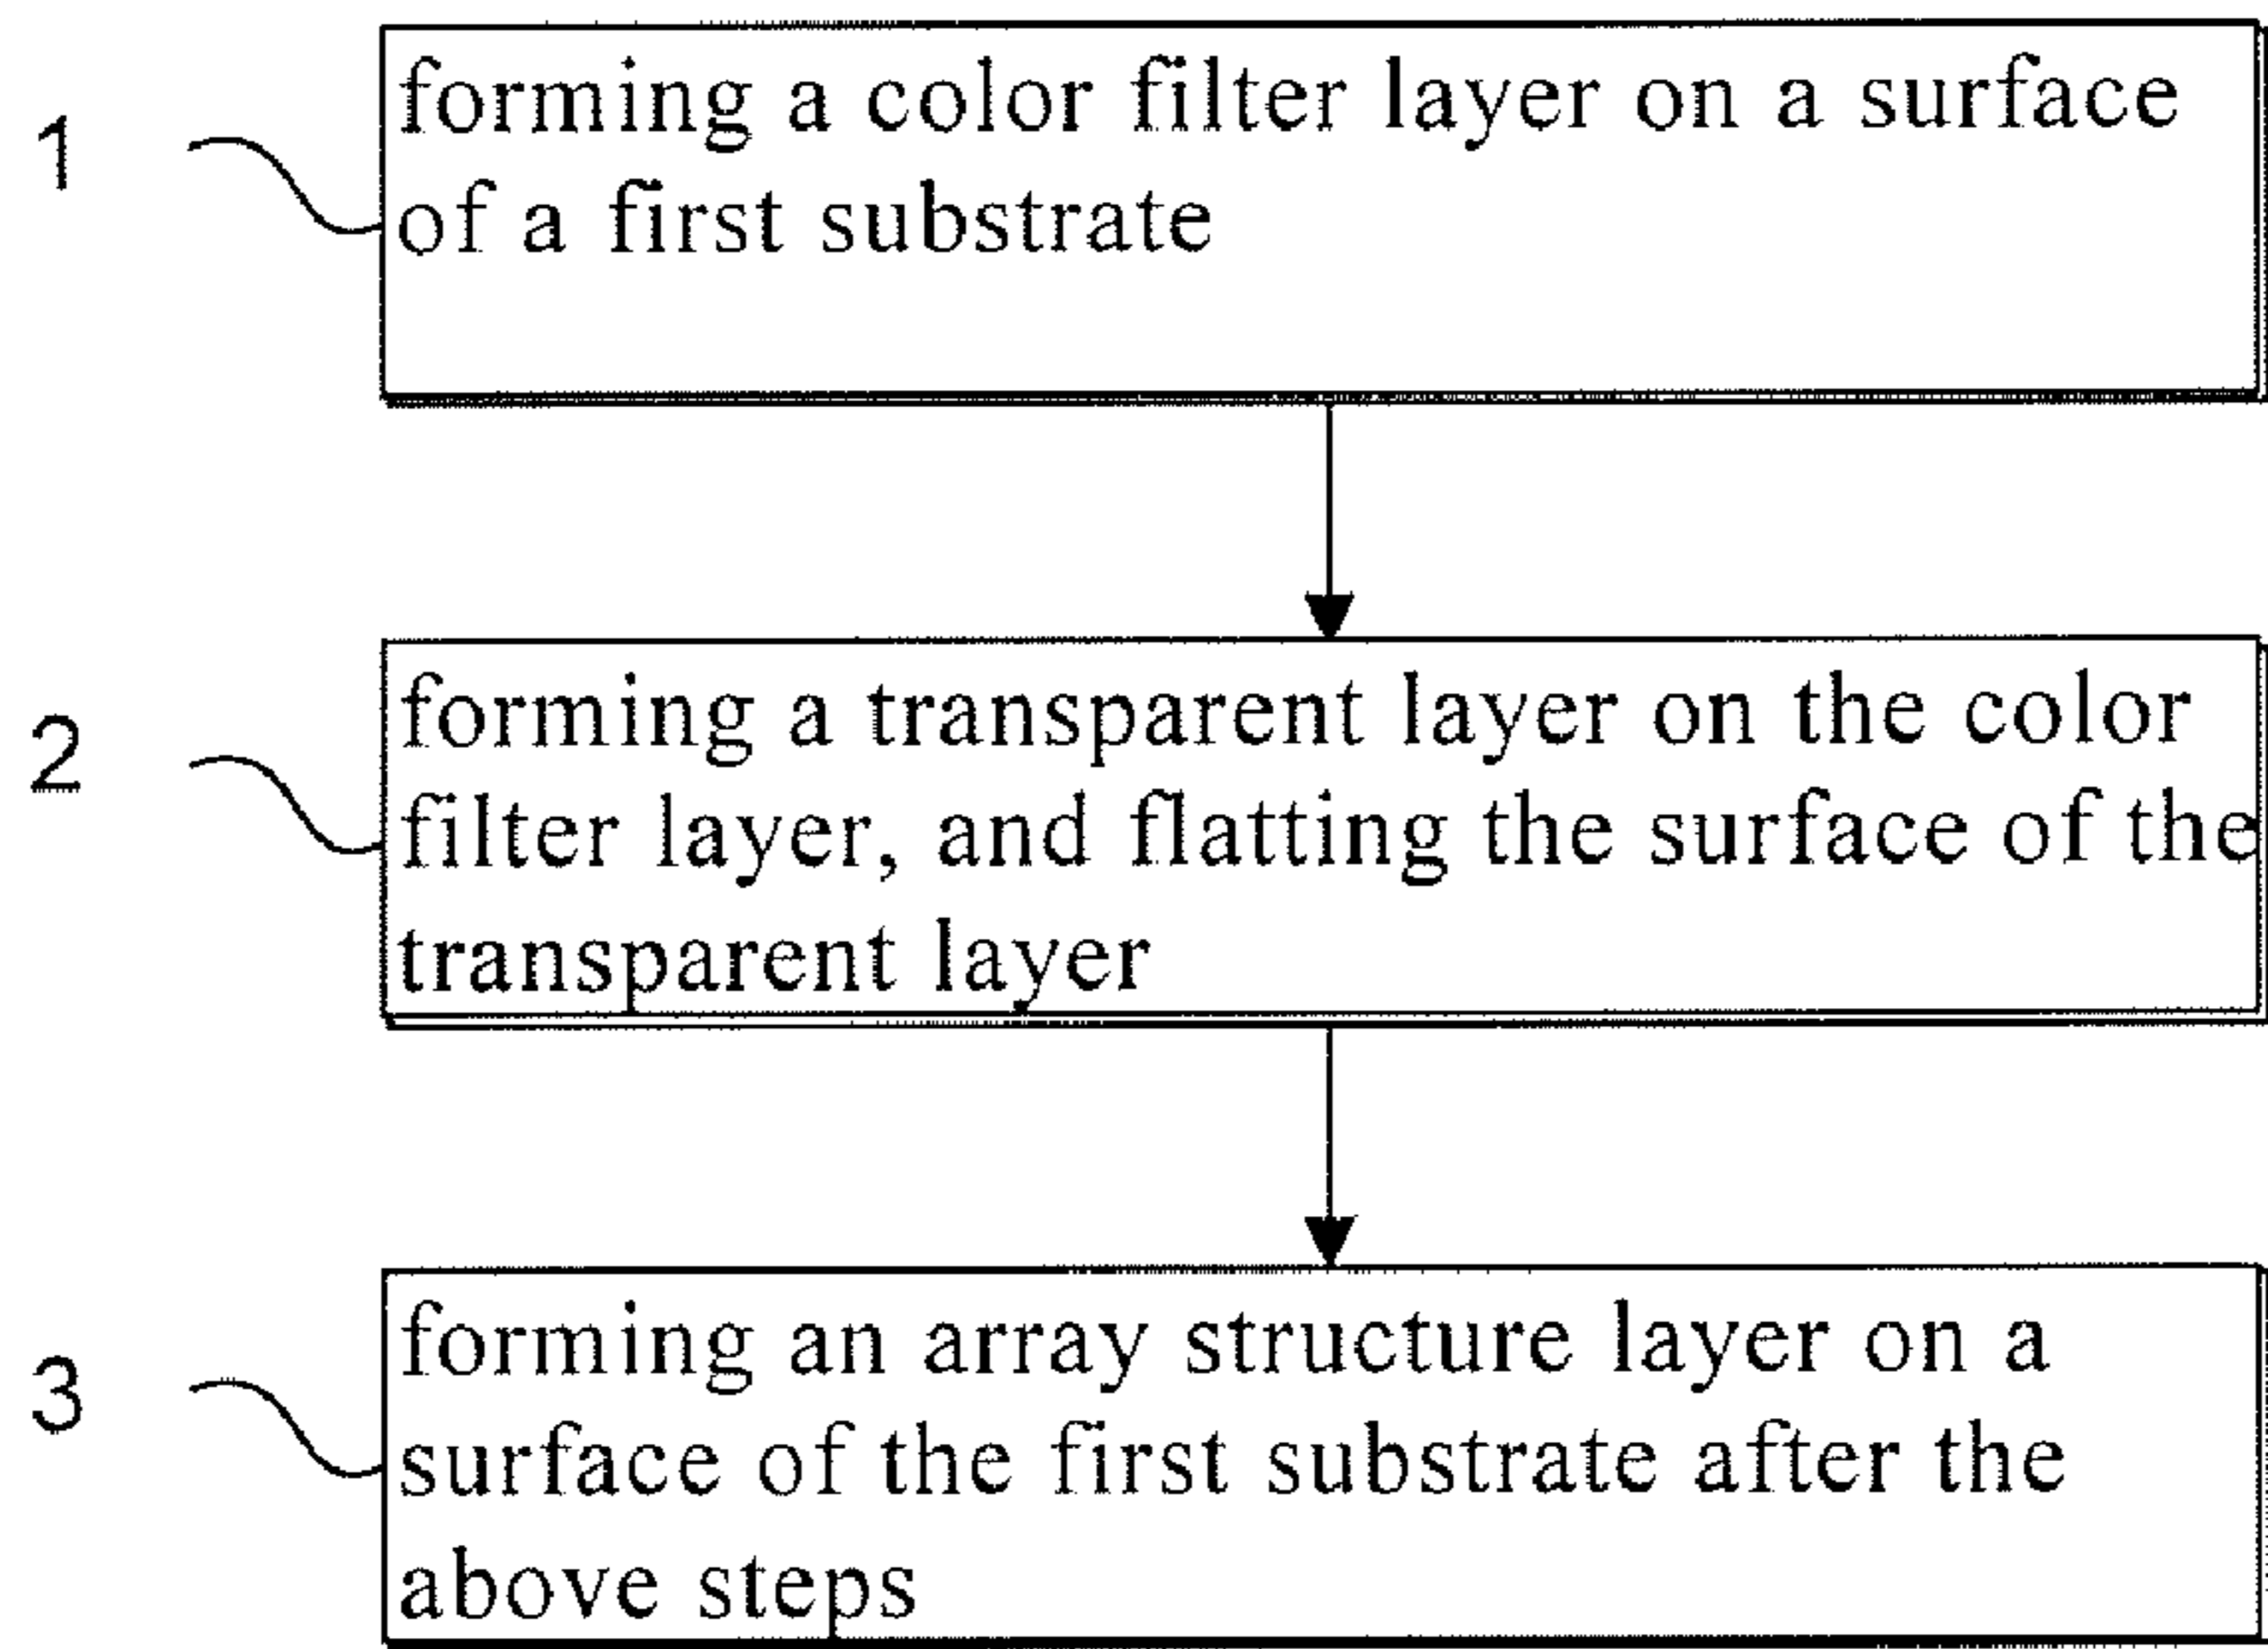 1
forming a color filter layer on a surface
of a first substrate
2
forming a transparent layer on the color
filter layer, and flatting the surface of the
transparent layer
3
forming an array structure layer on a
surface of the first substrate after the
above steps